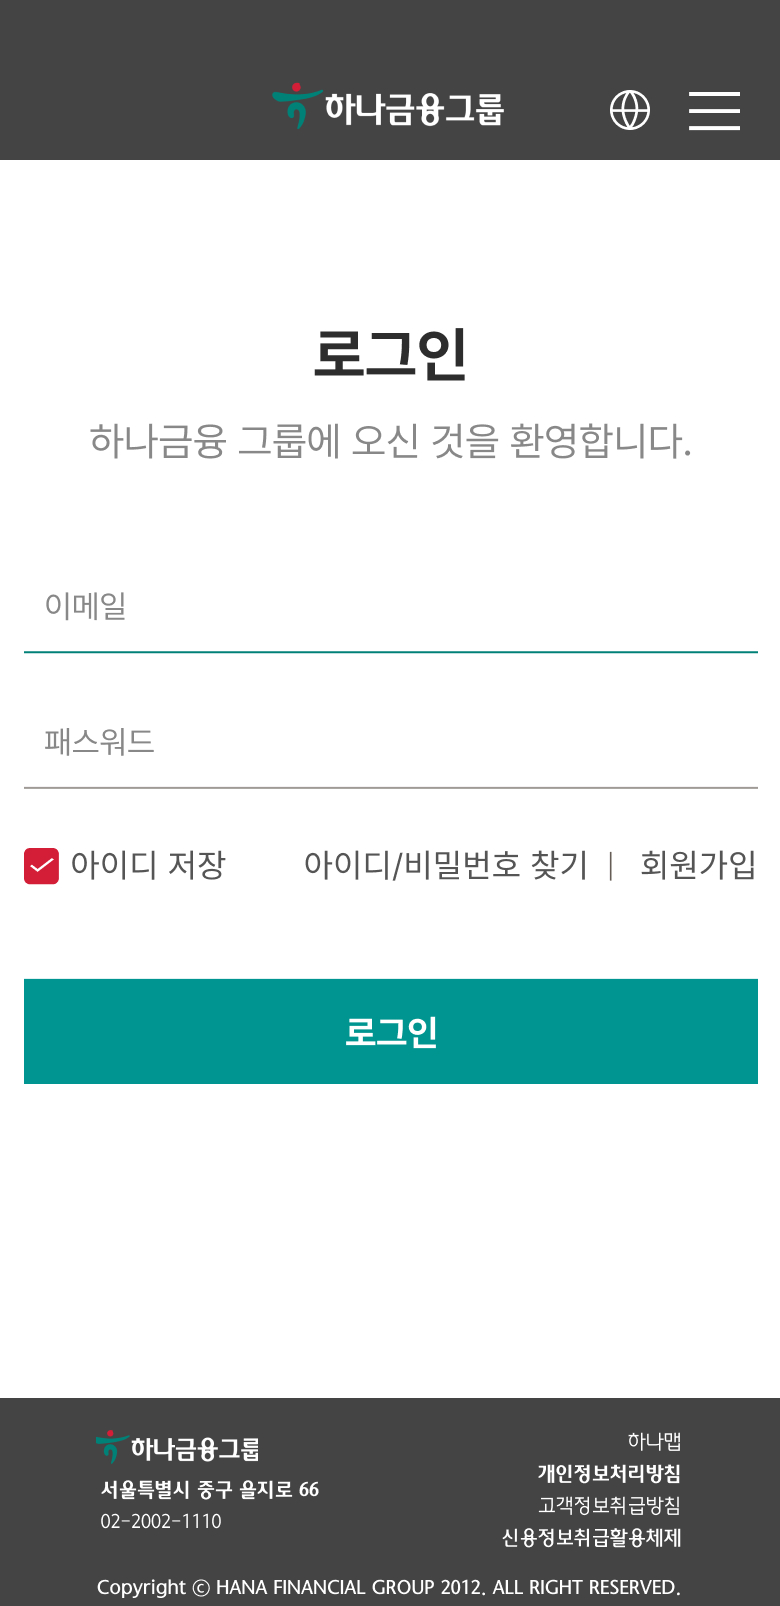 하나금융그룹
로그인
하나금융 그룹에 오신 것을 환영합니다.
이메일
패스워드
아이디 저장 아이디/비밀번호 찾기 | 회원가입
로그인
하나금융그룹
서울특별시 중구 을지로 66
02-2002-1110
하나맵
개인정보처리방침
고객정보취급방침
신용정보취급활용체제
Copyright ⓒ HANA FINANCIAL GROUP 2012. ALL RIGHT RESERVED.